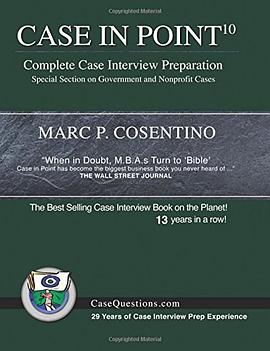 CASE IN POINT10
Complete Case Interview Preparation
Special Section on Government and Nonprofit Cases
MARC P. COSENTINO
"When in Doubt, M.B.A.s Turn to 'Bible'
Case in Point has become the biggest business book you never heard of ..."
THE WALL STREET JOURNAL
The Best Selling Case Interview Book on the Planet!
13 years in a row!
CaseQuestions.com
29 Years of Case Interview Prep Experience